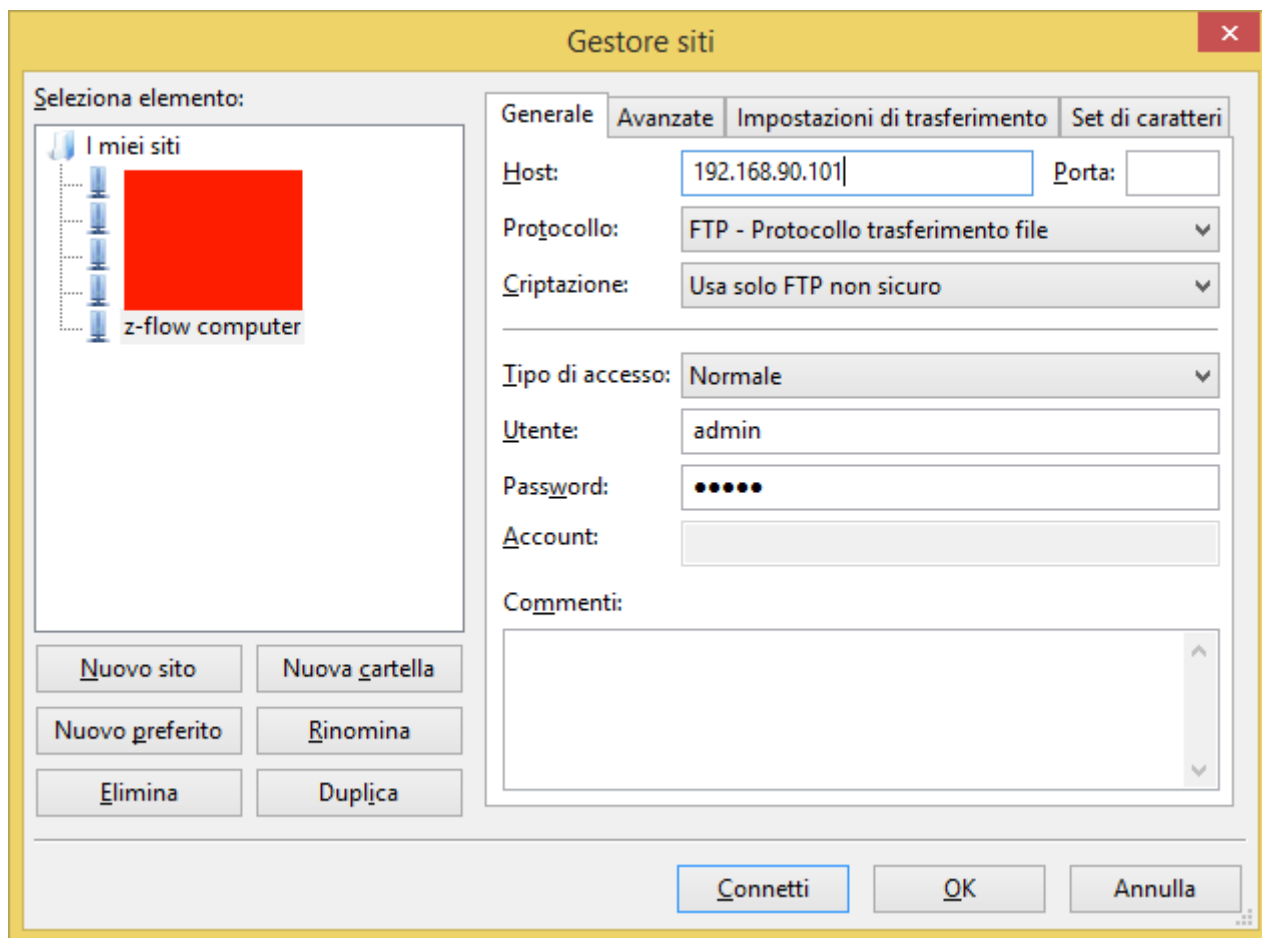 Gestore siti
Seleziona elemento:
I miei siti
z-flow computer
Nuovo sito
Nuova cartella
Nuovo preferito
Rinomina
Elimina
Duplica
Generale
Avanzate
Impostazioni di trasferimento
Set di caratteri
Host:
192.168.90.101
Porta:
Protocollo:
FTP - Protocollo trasferimento file
Criptazione:
Usa solo FTP non sicuro
Tipo di accesso:
Normale
Utente:
admin
Password:
●●●●●
Account:
Commenti:
Connetti
OK
Annulla